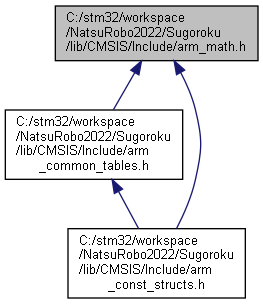 C:/stm32/workspace
/NatsuRobo2022/Sugoroku
/lib/CMSIS/Include/arm_math.h
C:/stm32/workspace
/NatsuRobo2022/Sugoroku
/lib/CMSIS/Include/arm
_common_tables.h
C:/stm32/workspace
/NatsuRobo2022/Sugoroku
/lib/CMSIS/Include/arm
_const_structs.h